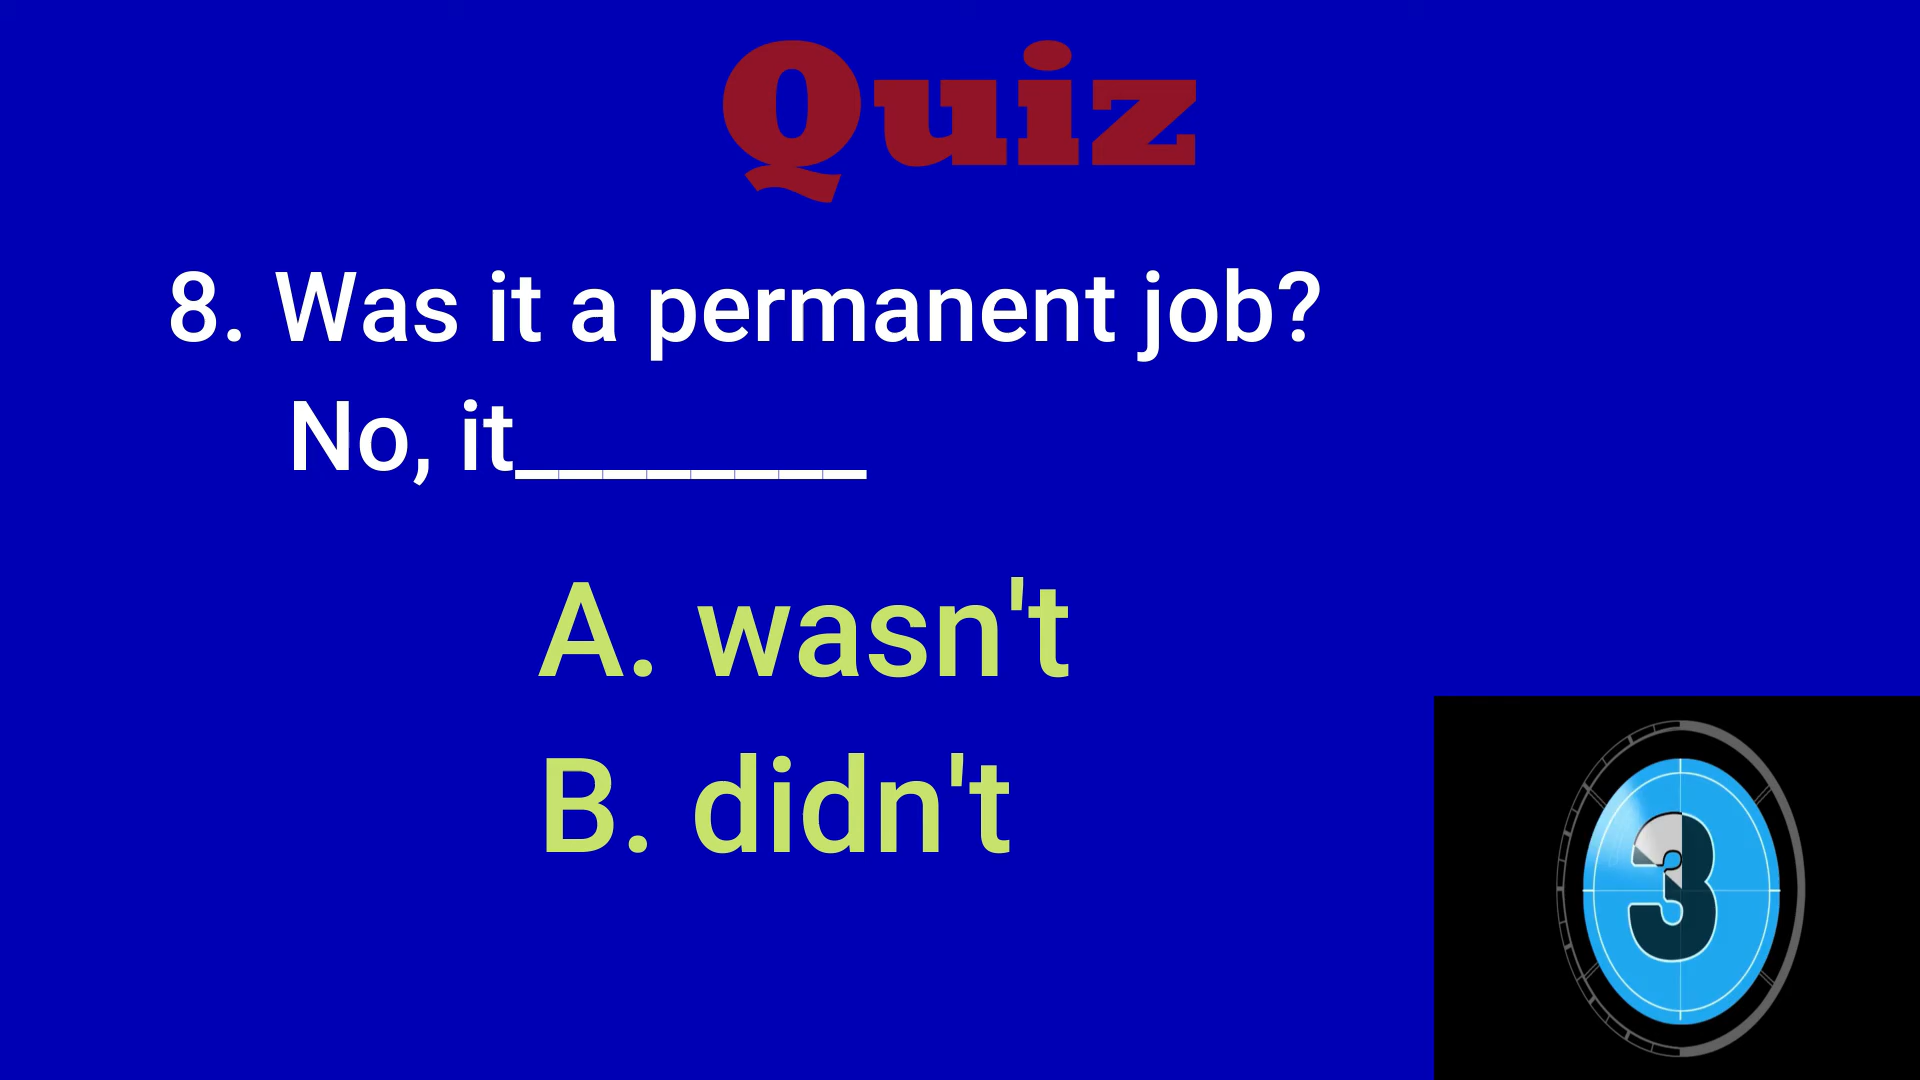 Quiz
8. Was it a permanent job?
No, it________
A. wasn't
B. didn't
3